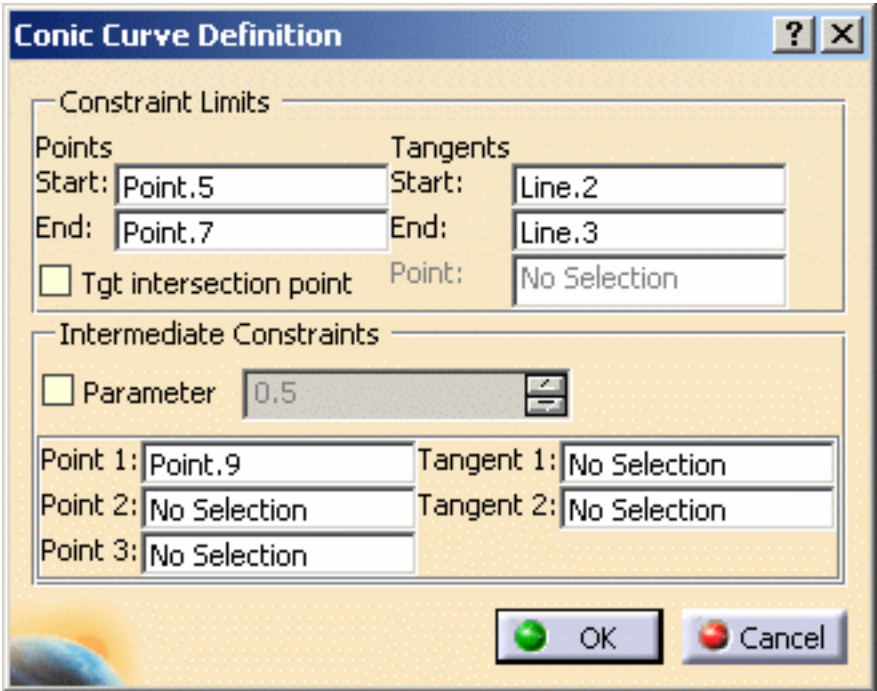 Conic Curve Definition
Constraint Limits
Points Tangents
Start: Point.5 Start: Line.2
End: Point.7 End: Line.3
Tgt intersection point Point: No Selection
Intermediate Constraints
Parameter 0.5
Point 1: Point.9 Tangent 1: No Selection
Point 2: No Selection Tangent 2: No Selection
Point 3: No Selection
OK Cancel